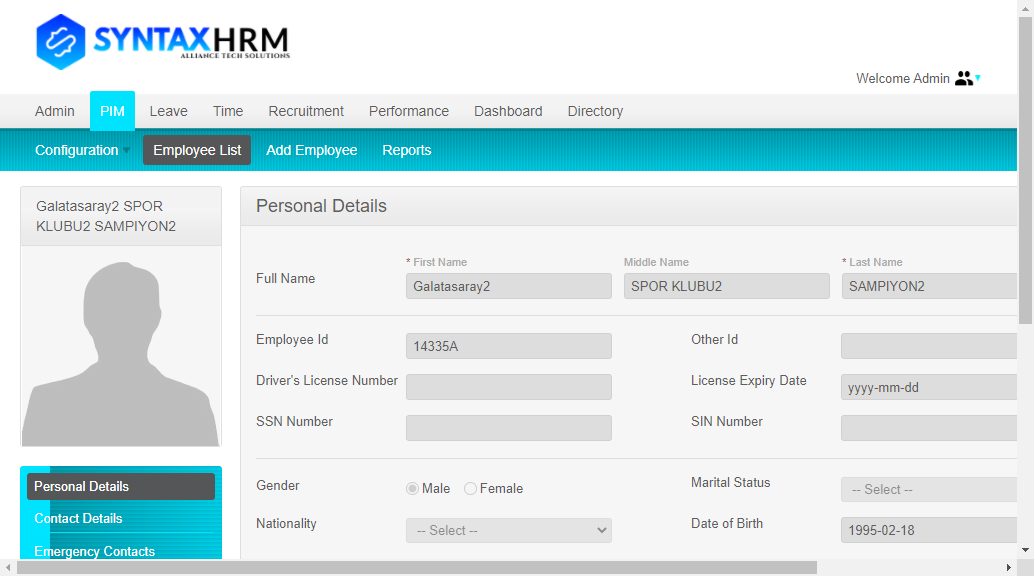 SYNTAXHRM
ALLIANCE TECH SOLUTIONS
Welcome Admin
Admin PIM Leave Time Recruitment Performance Dashboard Directory
Configuration Employee List Add Employee Reports
Galatasaray2 SPOR
KLUBU2 SAMPIYON2
Personal Details
Contact Details
Emergency Contacts
Personal Details
* First Name Middle Name * Last Name
Full Name Galatasaray2 SPOR KLUBU2 SAMPIYON2
Employee Id 14335A Other Id
Driver's License Number License Expiry Date yyyy-mm-dd
SSN Number SIN Number
Gender Male Female Marital Status -- Select --
Nationality -- Select -- Date of Birth 1995-02-18